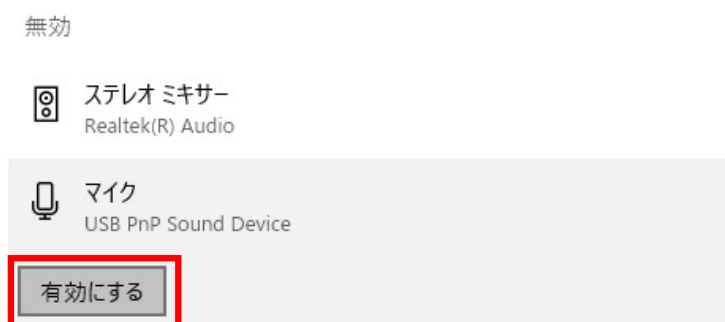 無効
ステレオ ミキサー
Realtek(R) Audio
マイク
USB PnP Sound Device
有効にする